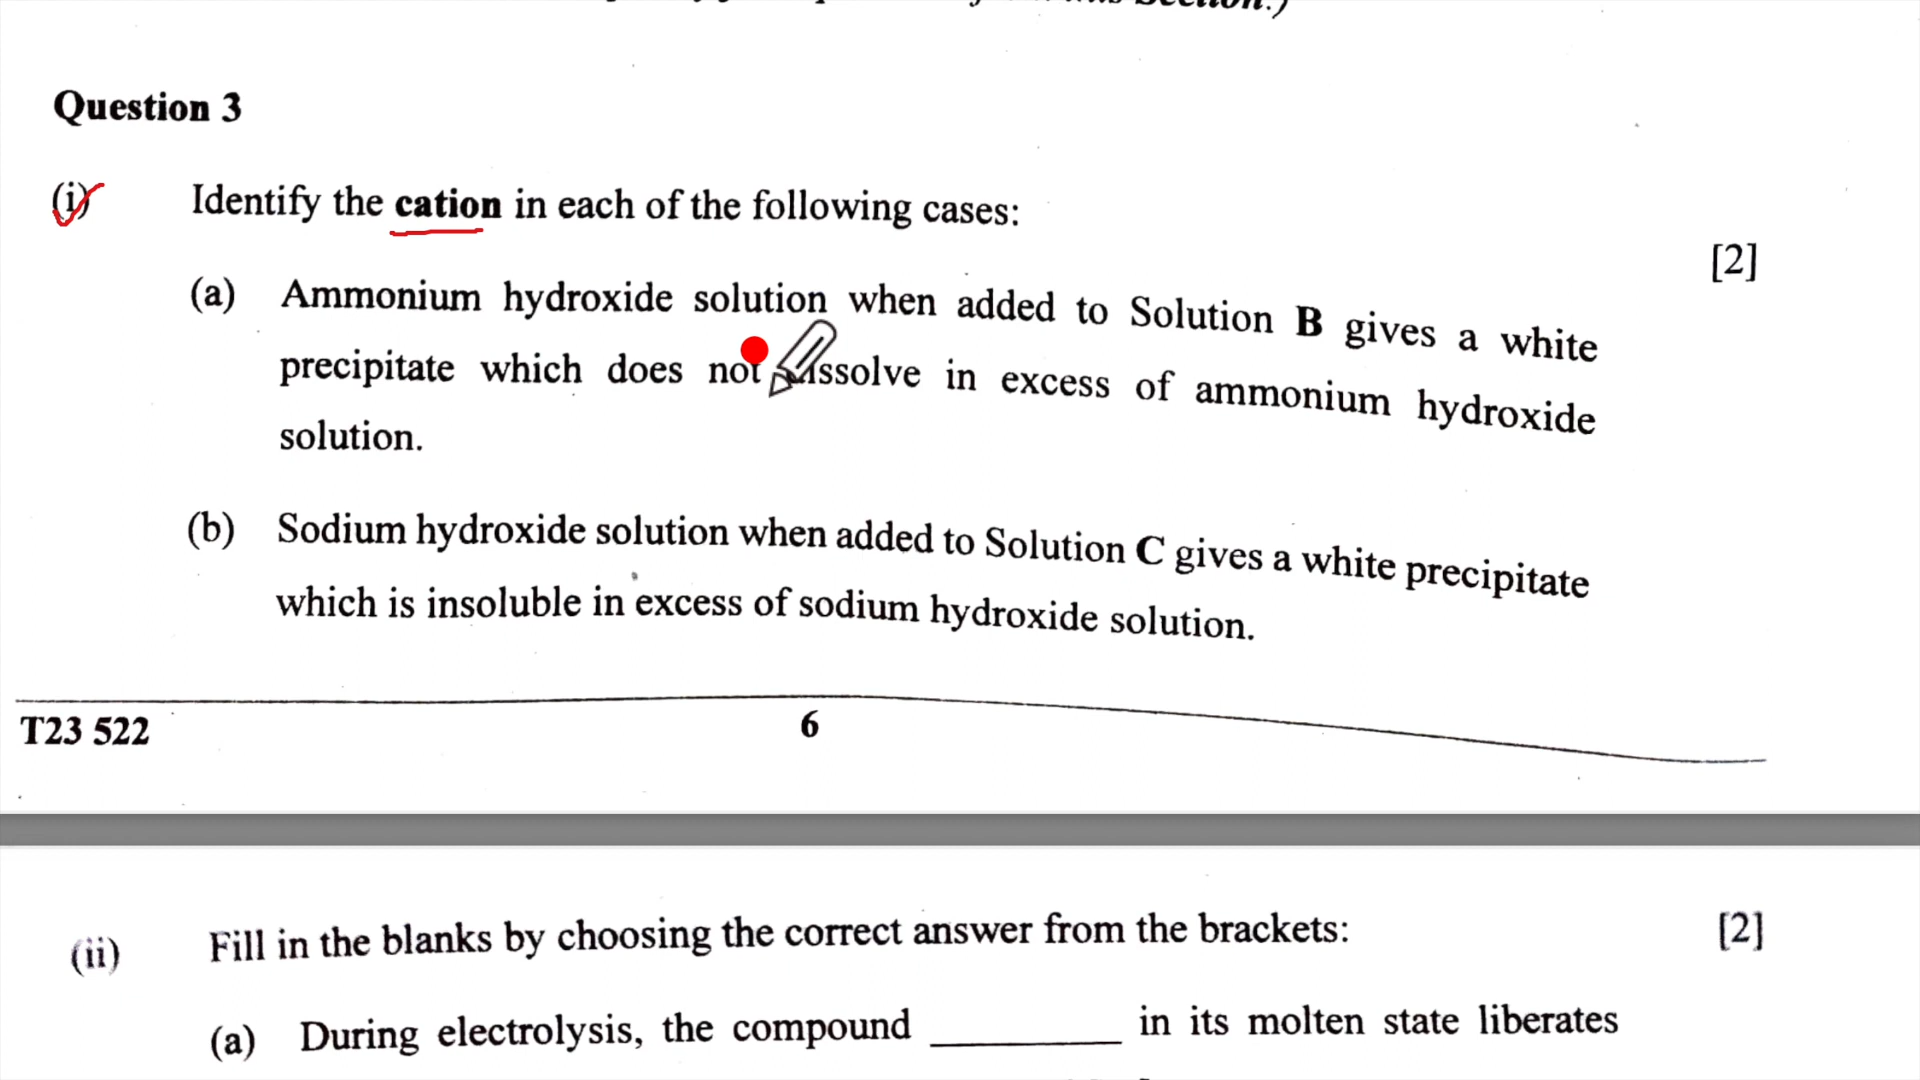 Section.)
Question 3
(i) Identify the cation in each of the following cases:
[2]
(a) Ammonium hydroxide solution when added to Solution B gives a white
precipitate which does not dissolve in excess of ammonium hydroxide
solution.
(b) Sodium hydroxide solution when added to Solution C gives a white precipitate
which is insoluble in excess of sodium hydroxide solution.
T23 522
6
(ii) Fill in the blanks by choosing the correct answer from the brackets: [2]
(a) During electrolysis, the compound __________ in its molten state liberates